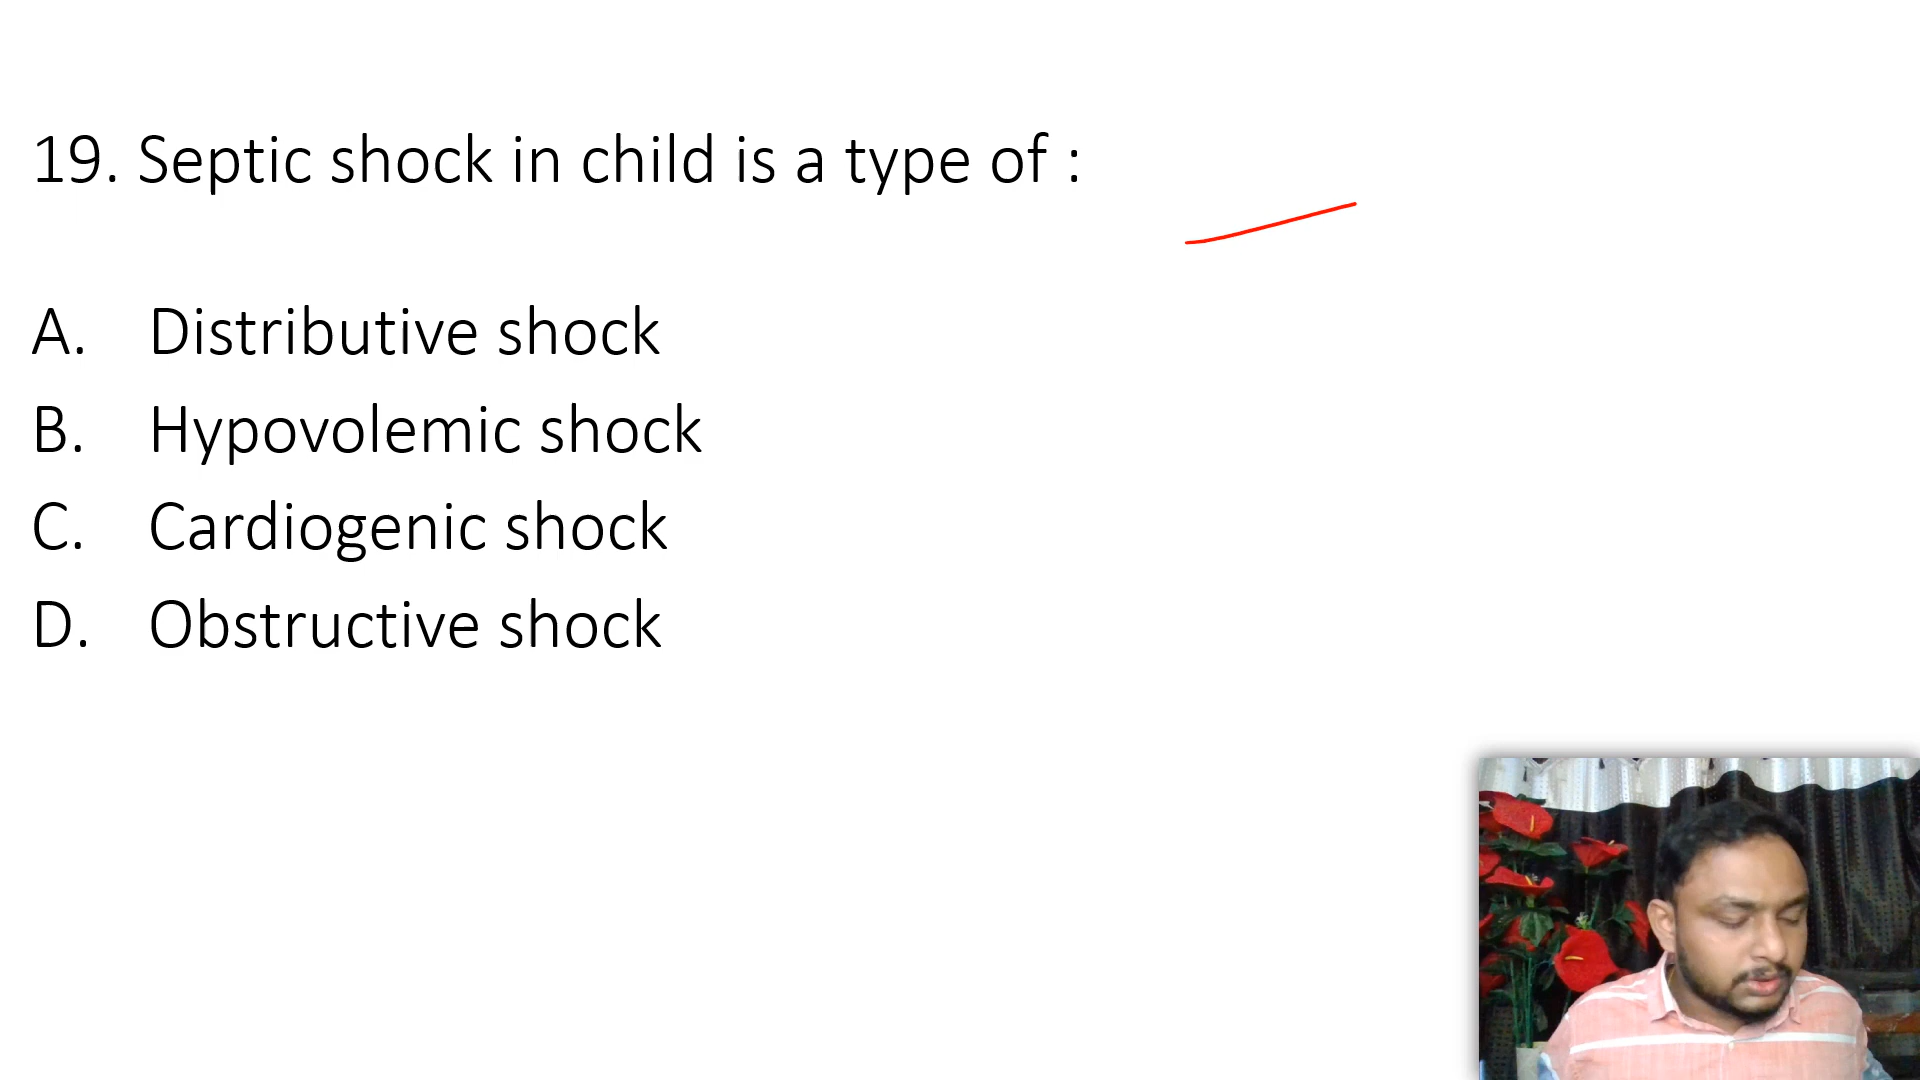 19. Septic shock in child is a type of :
A. Distributive shock
B. Hypovolemic shock
C. Cardiogenic shock
D. Obstructive shock